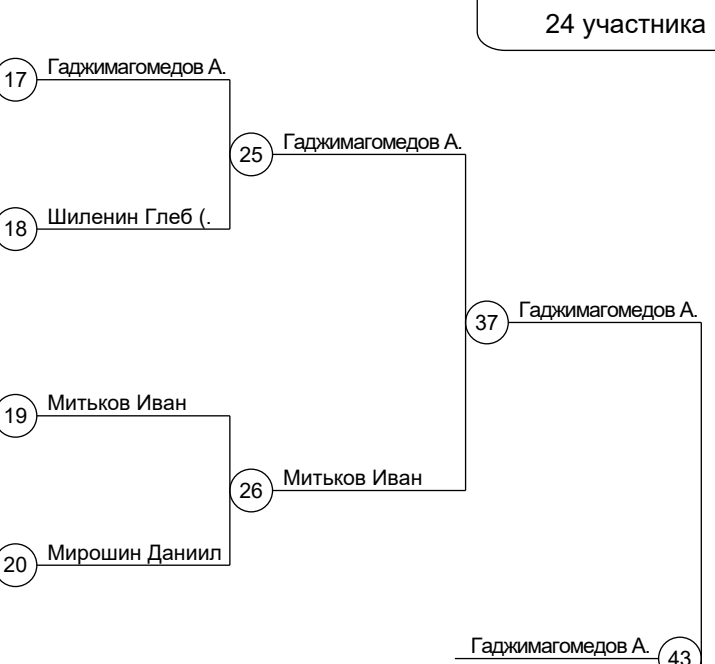 24 участника
17 Гаджимагомедов А.
25 Гаджимагомедов А.
18 Шиленин Глеб (.
37 Гаджимагомедов А.
19 Митьков Иван
26 Митьков Иван
20 Мирошин Даниил
Гаджимагомедов А. 43